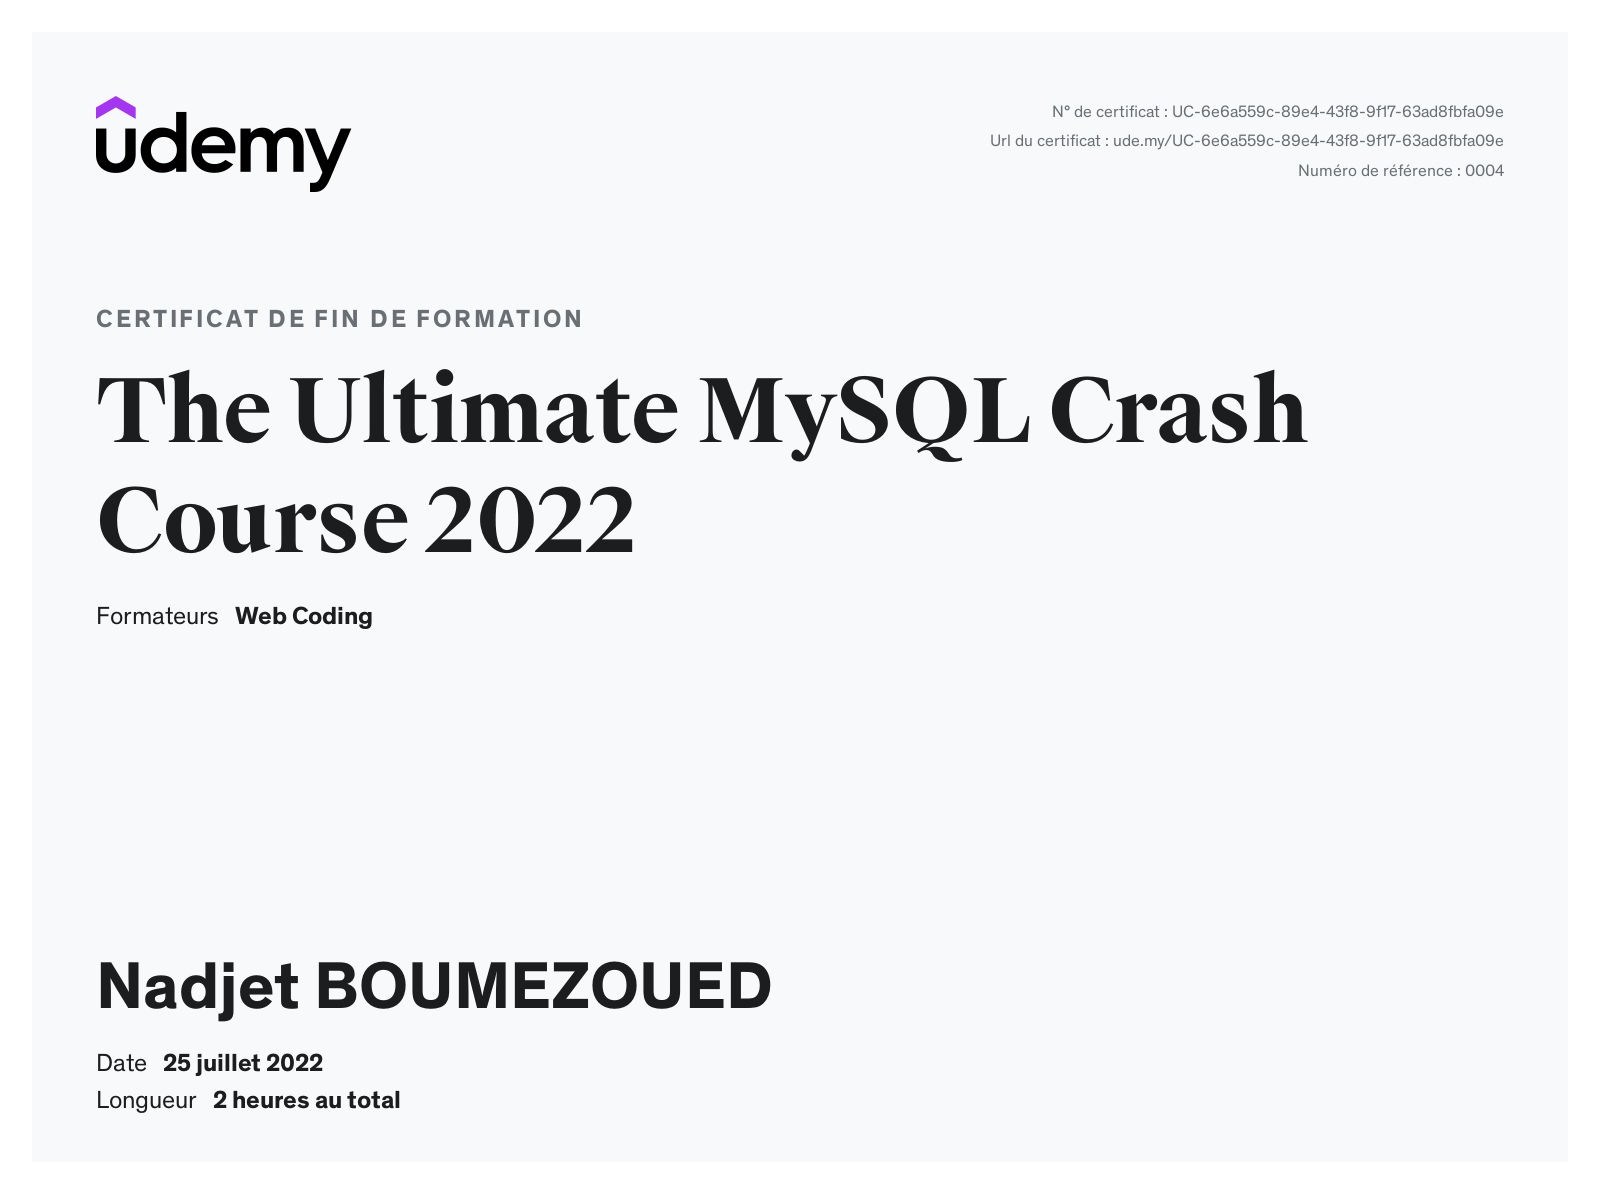 udemy
N° de certificat : UC-6e6a559c-89e4-43f8-9f17-63ad8fbfa09e
Url du certificat : ude.my/UC-6e6a559c-89e4-43f8-9f17-63ad8fbfa09e
Numéro de référence : 0004
CERTIFICAT DE FIN DE FORMATION
The Ultimate MySQL Crash
Course 2022
Formateurs Web Coding
Nadjet BOUMEZOUED
Date 25 juillet 2022
Longueur 2 heures au total